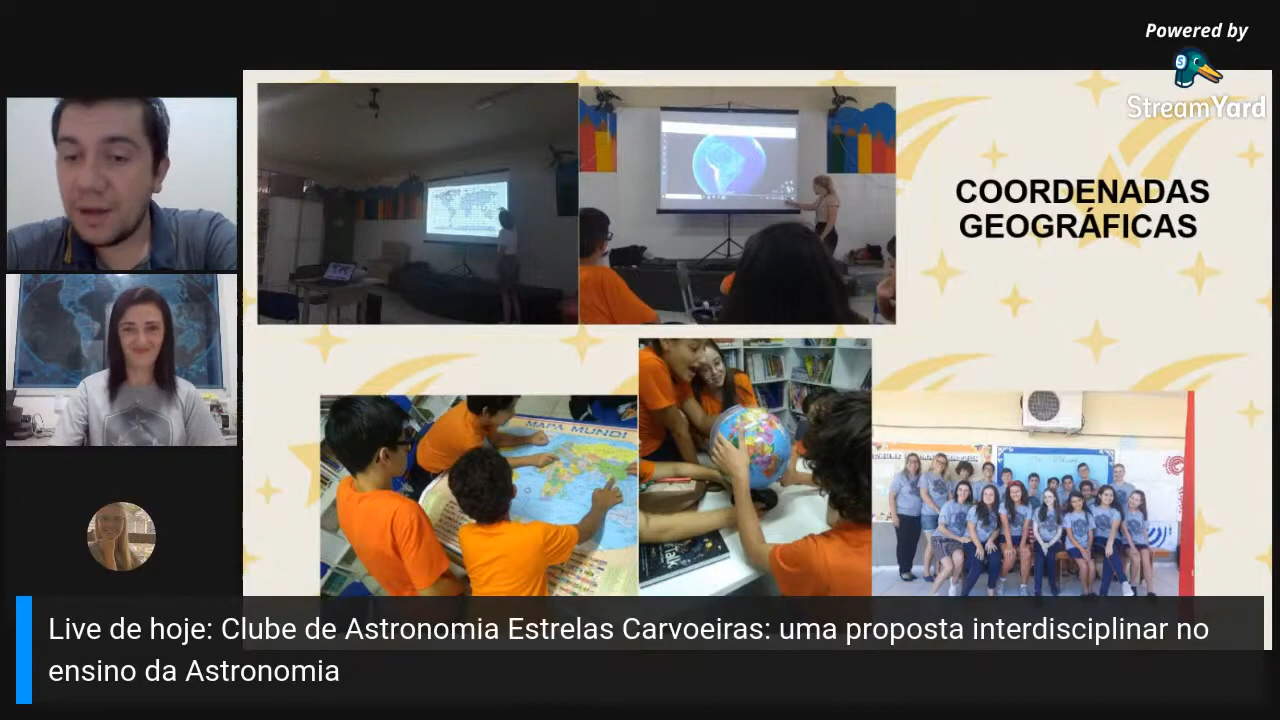 Powered by
StreamYard
COORDENADAS
GEOGRÁFICAS
MAPA MUNDI
Live de hoje: Clube de Astronomia Estrelas Carvoeiras: uma proposta interdisciplinar no
ensino da Astronomia